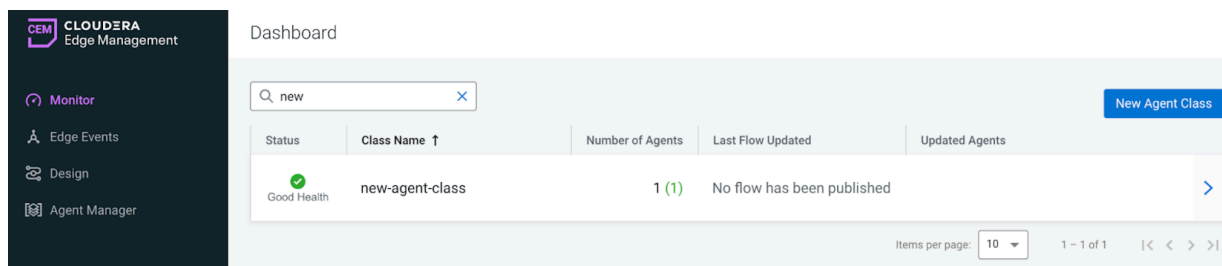 CEM CLOUDERA
Edge Management
Dashboard
Monitor
Edge Events
Design
Agent Manager
new
New Agent Class
Status Class Name ↑ Number of Agents Last Flow Updated Updated Agents
Good Health new-agent-class 1 (1) No flow has been published
Items per page: 10 1 – 1 of 1